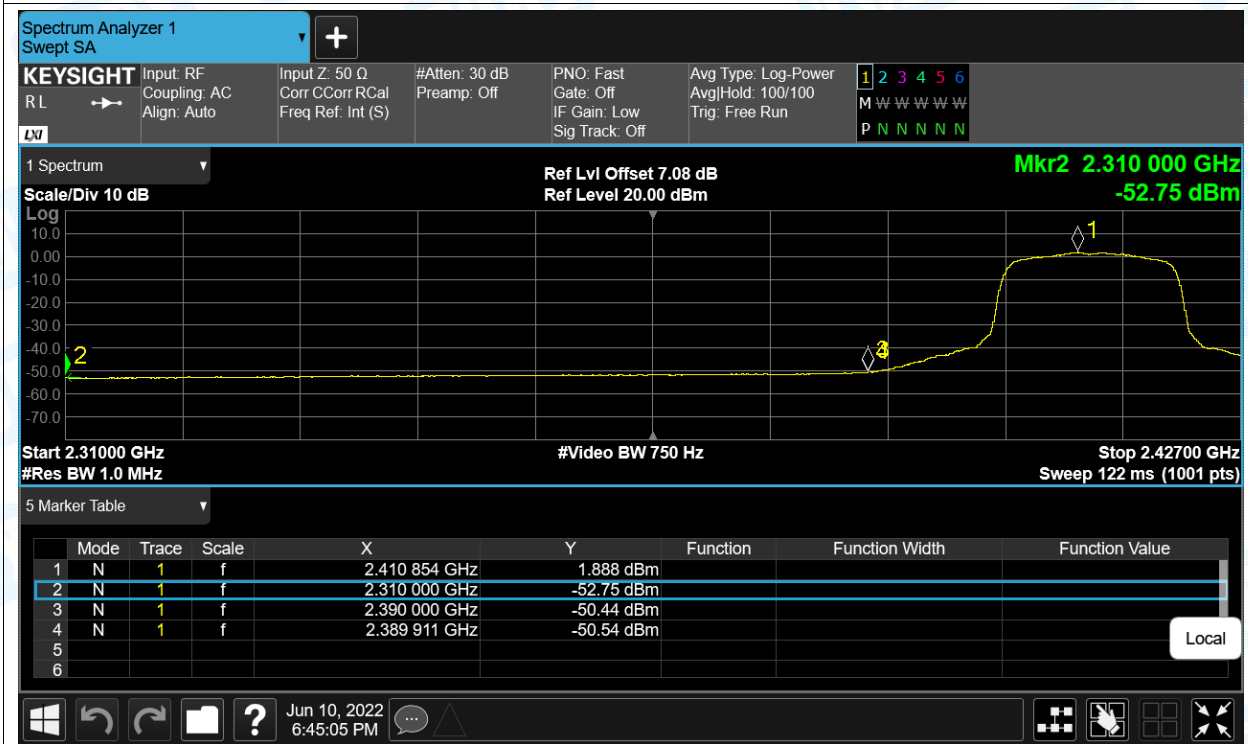 Spectrum Analyzer 1
Swept SA
KEYSIGHT Input: RF Input Z: 50 Ω #Atten: 30 dB PNO: Fast Avg Type: Log-Power 1 2 3 4 5 6
R L Coupling: AC Corr CCorr RCal Preamp: Off Gate: Off Avg|Hold: 100/100 M W W W W W
Align: Auto Freq Ref: Int (S) IF Gain: Low Trig: Free Run
LXI Sig Track: Off P N N N N N
1 Spectrum Ref Lvl Offset 7.08 dB Mkr2 2.310 000 GHz
Scale/Div 10 dB Ref Level 20.00 dBm -52.75 dBm
Log
10.0
0.00
-10.0
-20.0
-30.0
-40.0
-50.0
-60.0
-70.0
1
2
Start 2.31000 GHz #Video BW 750 Hz Stop 2.42700 GHz
#Res BW 1.0 MHz Sweep 122 ms (1001 pts)
5 Marker Table
Mode Trace Scale X Y Function Function Width Function Value
1 N 1 f 2.410 854 GHz 1.888 dBm
2 N 1 f 2.310 000 GHz -52.75 dBm
3 N 1 f 2.390 000 GHz -50.44 dBm
4 N 1 f 2.389 911 GHz -50.54 dBm
5
6
Local
? Jun 10, 2022
6:45:05 PM